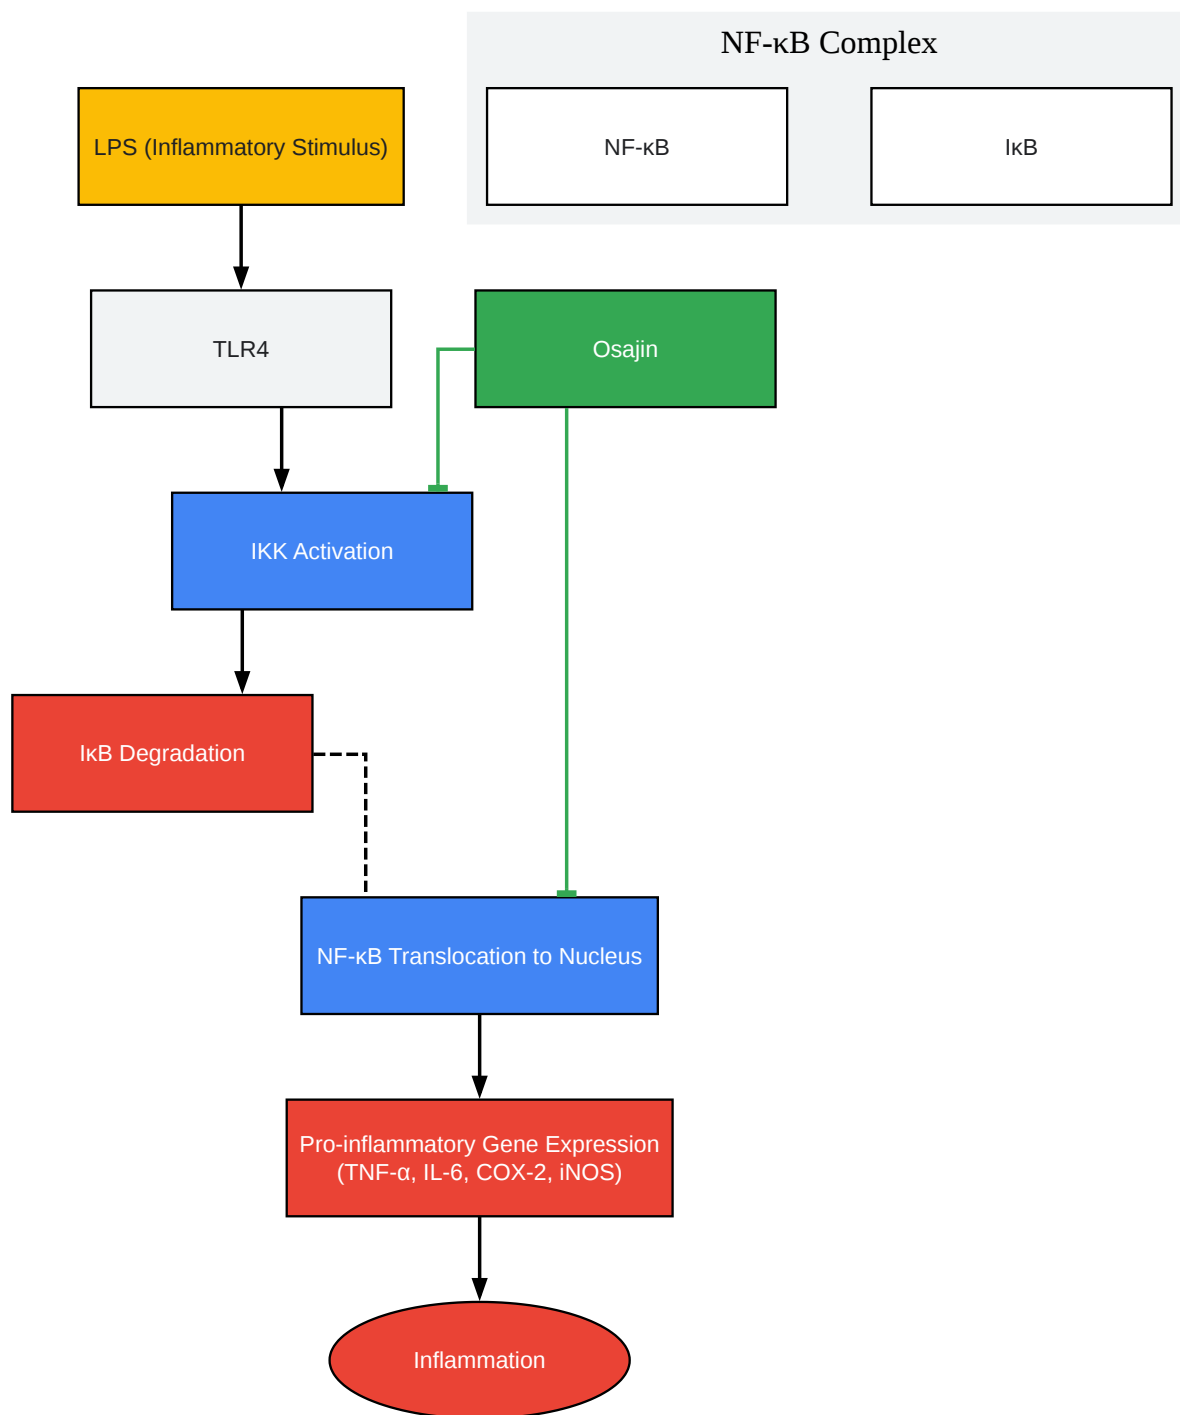 NF-κB Complex
LPS (Inflammatory Stimulus)
NF-κB
IκB
TLR4
Osajin
IKK Activation
IκB Degradation
NF-κB Translocation to Nucleus
Pro-inflammatory Gene Expression
(TNF-α, IL-6, COX-2, iNOS)
Inflammation